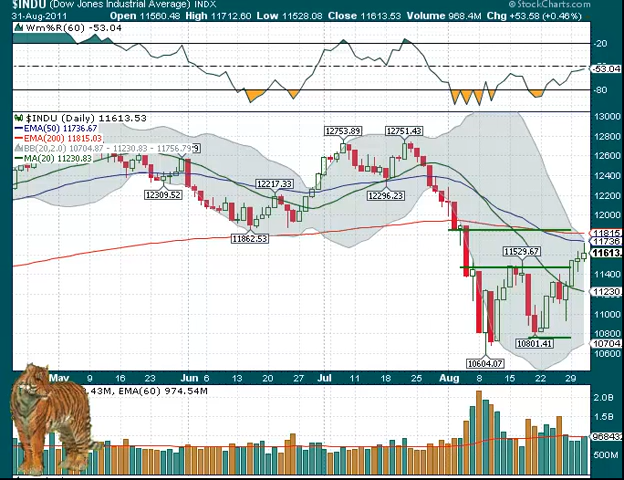 $INDU (Dow Jones Industrial Average) INDX © StockCharts.com
31-Aug-2011 Open 11560.48 High 11712.60 Low 11528.08 Close 11613.53 Volume 968.4M Chg +53.58 (+0.46%)
Wm%R(60) -53.04
-20
-53.04
-80
$INDU (Daily) 11613.53
EMA(50) 11736.67
EMA(200) 11815.03
BB(20,2.0) 10704.87 - 11230.83 - 11756.79
MA(20) 11230.83
13000
12800
12600
12400
12200
12000
11815
11736
11613
11400
11230
11000
10800
10704
10600
12753.89
12751.43
12309.52
12217.33
12296.23
11862.53
11529.67
10801.41
10604.07
May 9 16 23 Jun 6 13 20 27 Jul 11 18 25 Aug 8 15 22 29
.43M, EMA(60) 974.54M
2.0B
1.5B
968432
500M